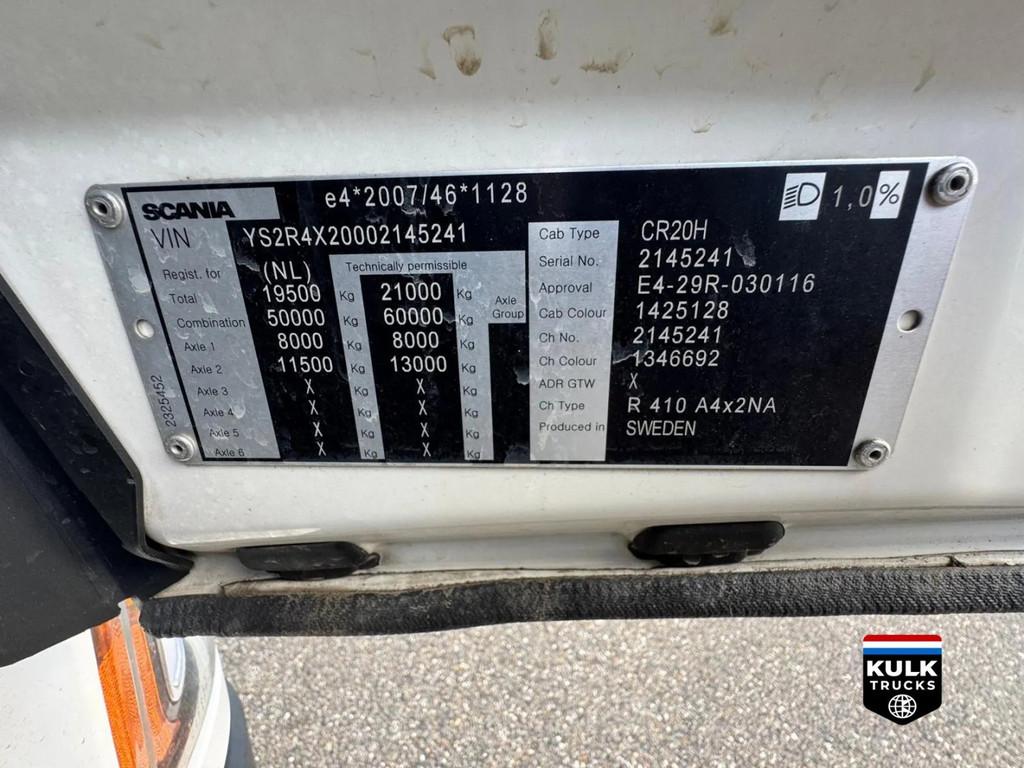 SCANIA e4*2007/46*1128 1,0%
VIN YS2R4X20002145241
Regist. for (NL) Technically permissible
Total 19500 Kg 21000 Kg Axle Group
Combination 50000 Kg 60000 Kg
Axle 1 8000 Kg 8000 Kg
Axle 2 11500 Kg 13000 Kg
Axle 3 X Kg X Kg
Axle 4 X Kg X Kg
Axle 5 X Kg X Kg
Axle 6 X Kg X Kg
2325452
Cab Type CR20H
Serial No. 2145241
Approval E4-29R-030116
Cab Colour 1425128
Ch No. 2145241
Ch Colour 1346692
ADR GTW X
Ch Type R 410 A4x2NA
Produced in SWEDEN
KULK
TRUCKS